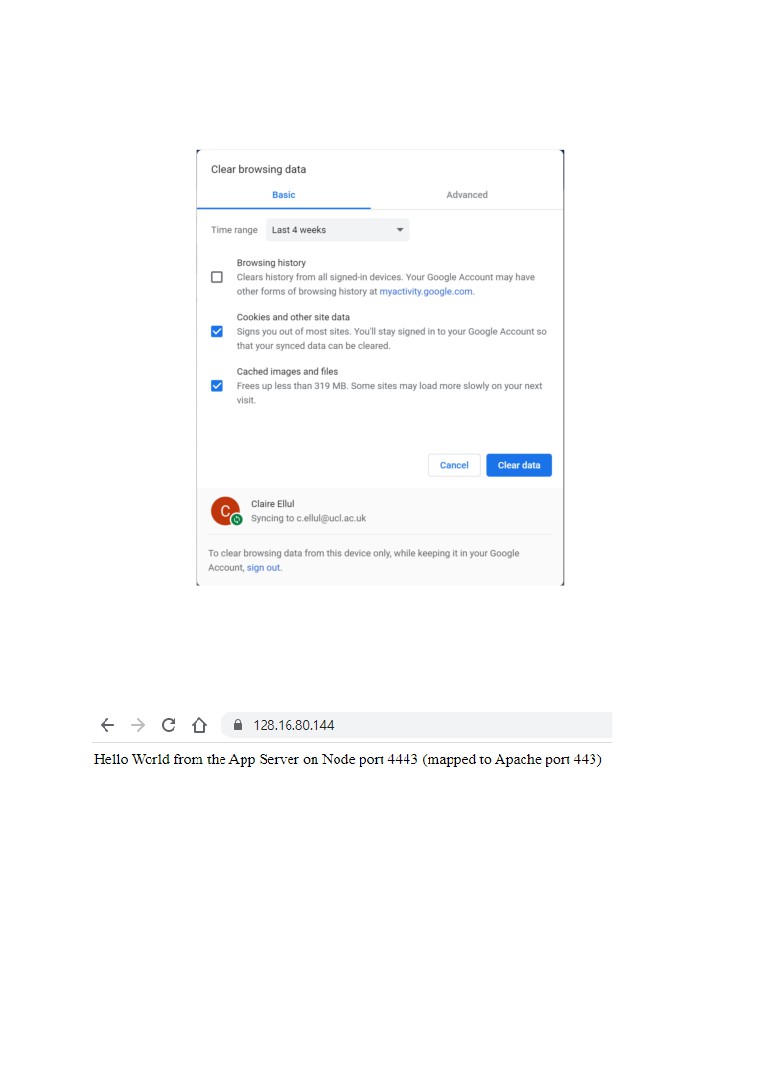 Clear browsing data
Basic Advanced
Time range Last 4 weeks
Browsing history
Clears history from all signed-in devices. Your Google Account may have
other forms of browsing history at myactivity.google.com.
Cookies and other site data
Signs you out of most sites. You'll stay signed in to your Google Account so
that your synced data can be cleared.
Cached images and files
Frees up less than 319 MB. Some sites may load more slowly on your next
visit.
Cancel Clear data
C
Claire Ellul
Syncing to c.ellul@ucl.ac.uk
To clear browsing data from this device only, while keeping it in your Google
Account, sign out.
128.16.80.144
Hello World from the App Server on Node port 4443 (mapped to Apache port 443)